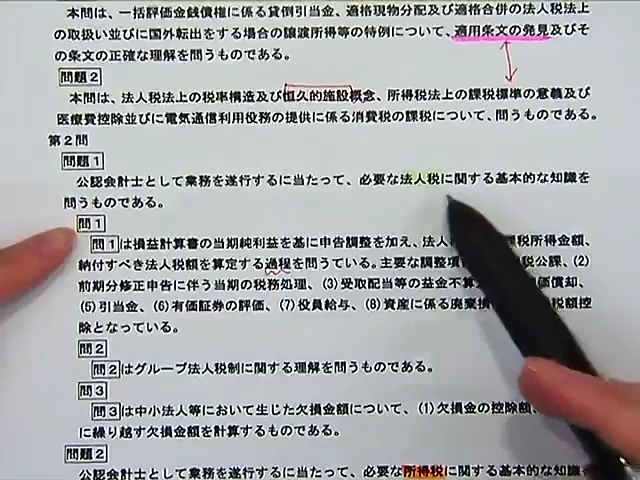 本問は、一括評価金銭債権に係る貸倒引当金、適格現物分配及び適格合併の法人税法上
の取扱い並びに国外転出をする場合の譲渡所得等の特例について、適用条文の発見及びそ
の条文の正確な理解を問うものである。
問題2
本問は、法人税法上の税率構造及び恒久的施設概念、所得税法上の課税標準の意義及び
医療費控除並びに電気通信利用役務の提供に係る消費税の課税について、問うものである。
第2問
問題1
公認会計士として業務を遂行するに当たって、必要な法人税に関する基本的な知識を
問うものである。
問1
問1は損益計算書の当期純利益を基に申告調整を加え、法人 税所得金額、
納付すべき法人税額を算定する過程を問うている。主要な調整項 税公課、(2)
前期分修正申告に伴う当期の税務処理、(3)受取配当等の益金不算 価償却、
(5)引当金、(6)有価証券の評価、(7)役員給与、(8)資産に係る廃棄損 税額控
除となっている。
問2
問2はグループ法人税制に関する理解を問うものである。
問3
問3は中小法人等において生じた欠損金額について、(1)欠損金の控除額、
に繰り越す欠損金額を計算するものである。
問題2
公認会計士として業務を遂行するに当たって、必要な所得税に関する基本的な知識